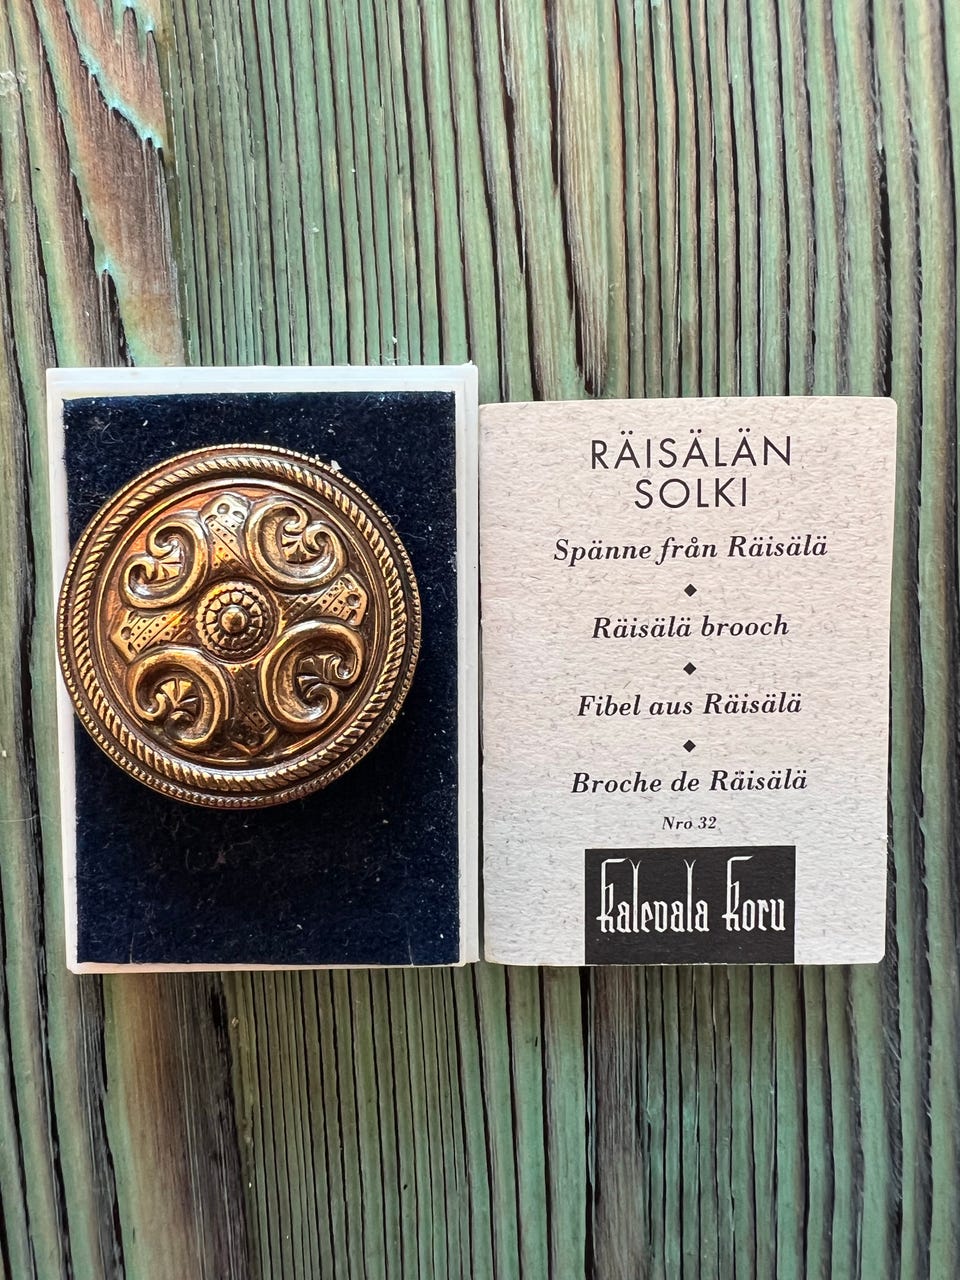 RÄISÄLÄN
SOLKI
Spänne från Räisälä
Räisälä brooch
Fibel aus Räisälä
Broche de Räisälä
Nro 32
Kalevala Koru